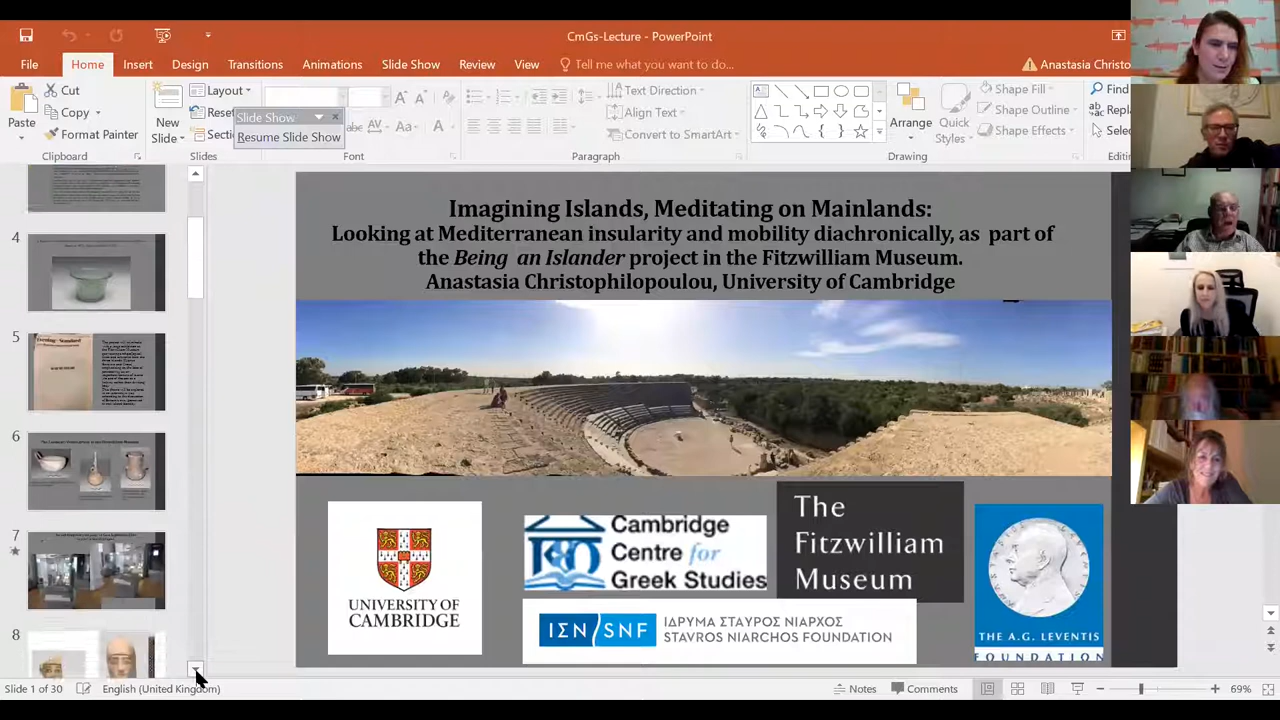 CmGs-Lecture - PowerPoint
File
Home
Insert
Design
Transitions
Animations
Slide Show
Review
View
Tell me what you want to do...
Anastasia Christo
Paste
Cut
Copy
Format Painter
Clipboard
New
Slide
Layout
Reset
Slides
Slide Show
Resume Slide Show
Font
Text Direction
Align Text
Convert to SmartArt
Paragraph
Arrange
Quick
Styles
Shape Fill
Shape Outline
Shape Effects
Drawing
Find
4
5
Evening Standard
6
7
8
Imagining Islands, Meditating on Mainlands:
Looking at Mediterranean insularity and mobility diachronically, as part of
the Being an Islander project in the Fitzwilliam Museum.
Anastasia Christophilopoulou, University of Cambridge
UNIVERSITY OF
CAMBRIDGE
Cambridge
Centre for
Greek Studies
The
Fitzwilliam
Museum
ΙΣΝ/SNF
ΙΔΡΥΜΑ ΣΤΑΥΡΟΣ ΝΙΑΡΧΟΣ
STAVROS NIARCHOS FOUNDATION
THE A.G. LEVENTIS
FOUNDATION
Slide 1 of 30
English (United Kingdom)
Notes
Comments
69%